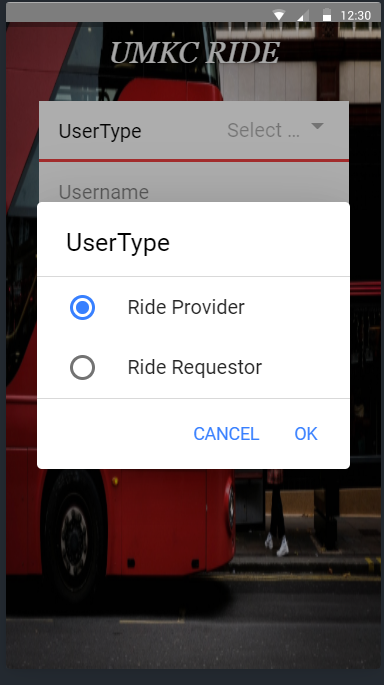 12:30
UMKC RIDE
UserType Select ...
Username
UserType
Ride Provider
Ride Requestor
CANCEL OK